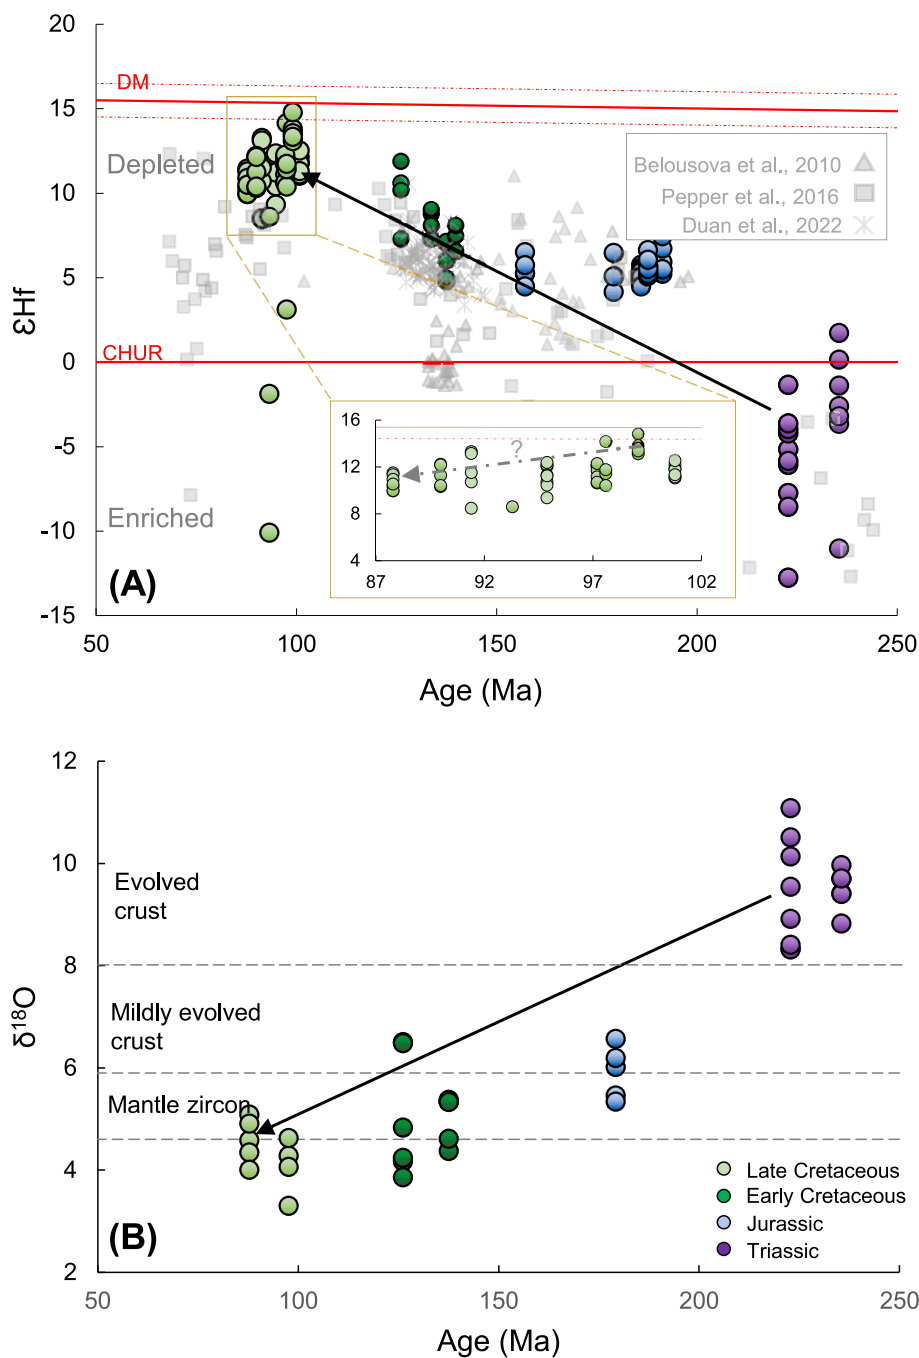 20
15
10
5
0
-5
-10
-15
ƐHf
DM
Depleted
Belousova et al., 2010
Pepper et al., 2016
Duan et al., 2022
CHUR
Enriched
(A)
16
12
8
4
?
87
92
97
102
50
100
150
200
250
Age (Ma)
12
10
8
6
4
2
δ¹⁸O
Evolved
crust
Mildly evolved
crust
Mantle zircon
(B)
Late Cretaceous
Early Cretaceous
Jurassic
Triassic
50
100
150
200
250
Age (Ma)